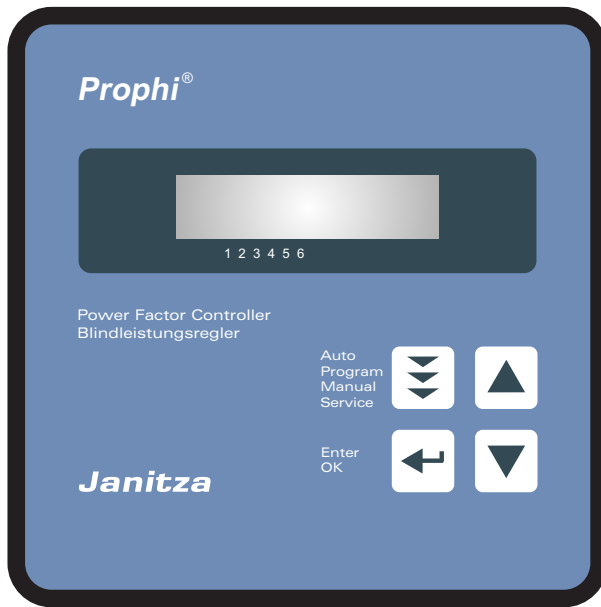 Prophi®
1 2 3 4 5 6
Power Factor Controller
Blindleistungsregler
Auto
Program
Manual
Service
Enter
OK
Janitza